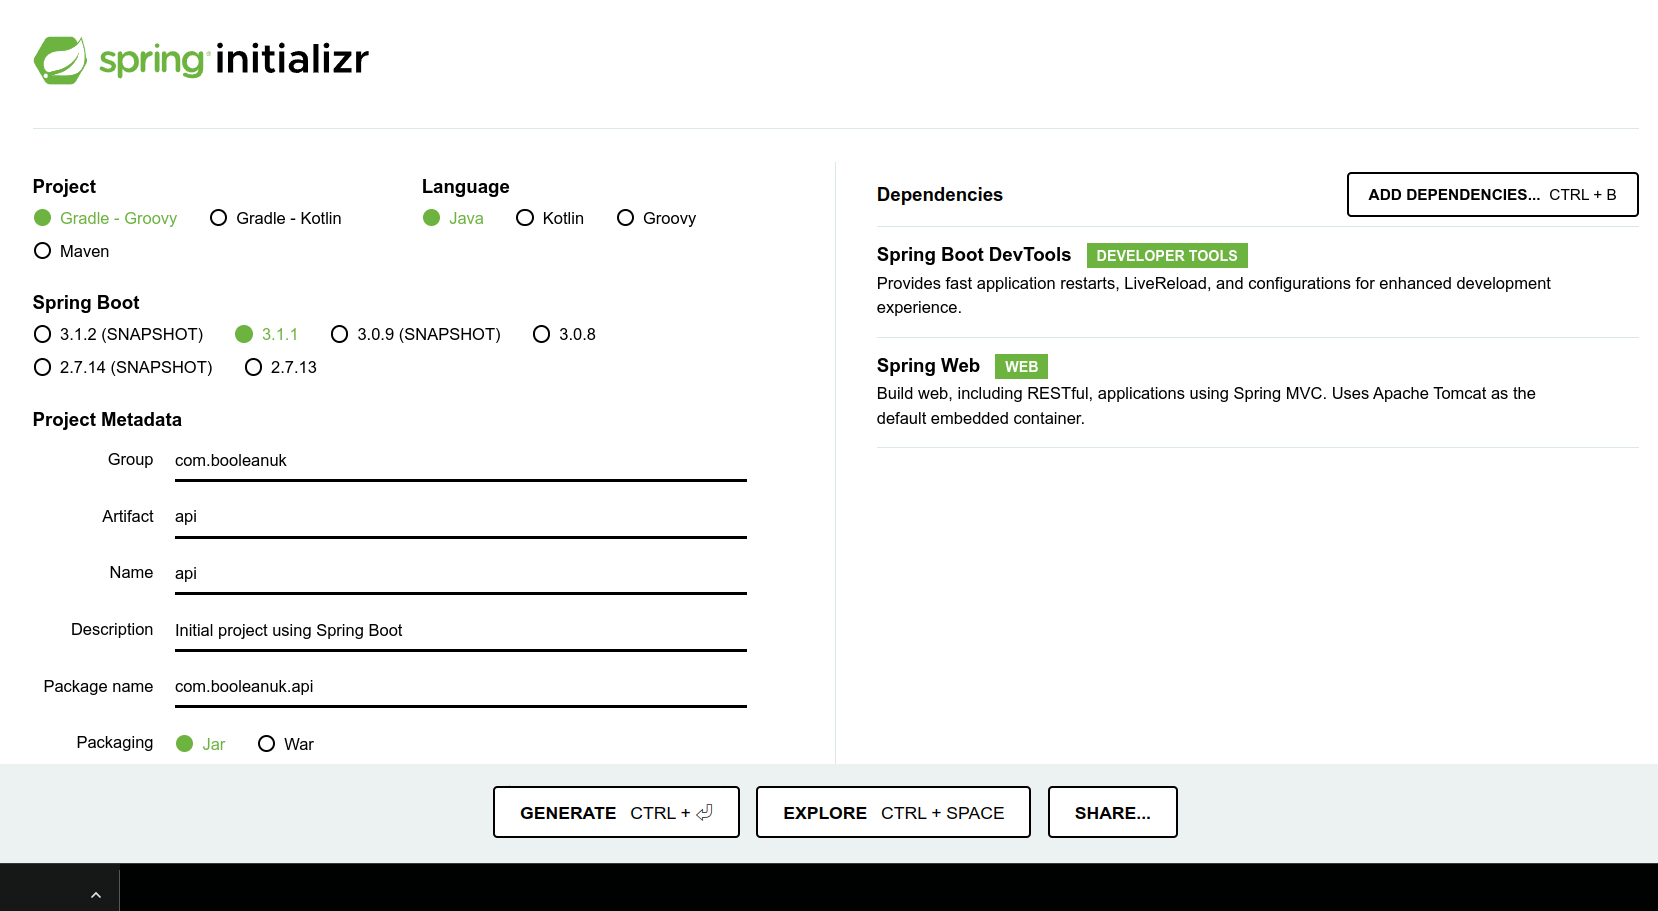 spring initializr
Project
Gradle - Groovy Gradle - Kotlin
Maven
Language
Java Kotlin Groovy
Spring Boot
3.1.2 (SNAPSHOT) 3.1.1 3.0.9 (SNAPSHOT) 3.0.8
2.7.14 (SNAPSHOT) 2.7.13
Project Metadata
Group com.booleanuk
Artifact api
Name api
Description Initial project using Spring Boot
Package name com.booleanuk.api
Packaging Jar War
Dependencies
ADD DEPENDENCIES... CTRL + B
Spring Boot DevTools DEVELOPER TOOLS
Provides fast application restarts, LiveReload, and configurations for enhanced development
experience.
Spring Web WEB
Build web, including RESTful, applications using Spring MVC. Uses Apache Tomcat as the
default embedded container.
GENERATE CTRL + ⏎
EXPLORE CTRL + SPACE
SHARE...